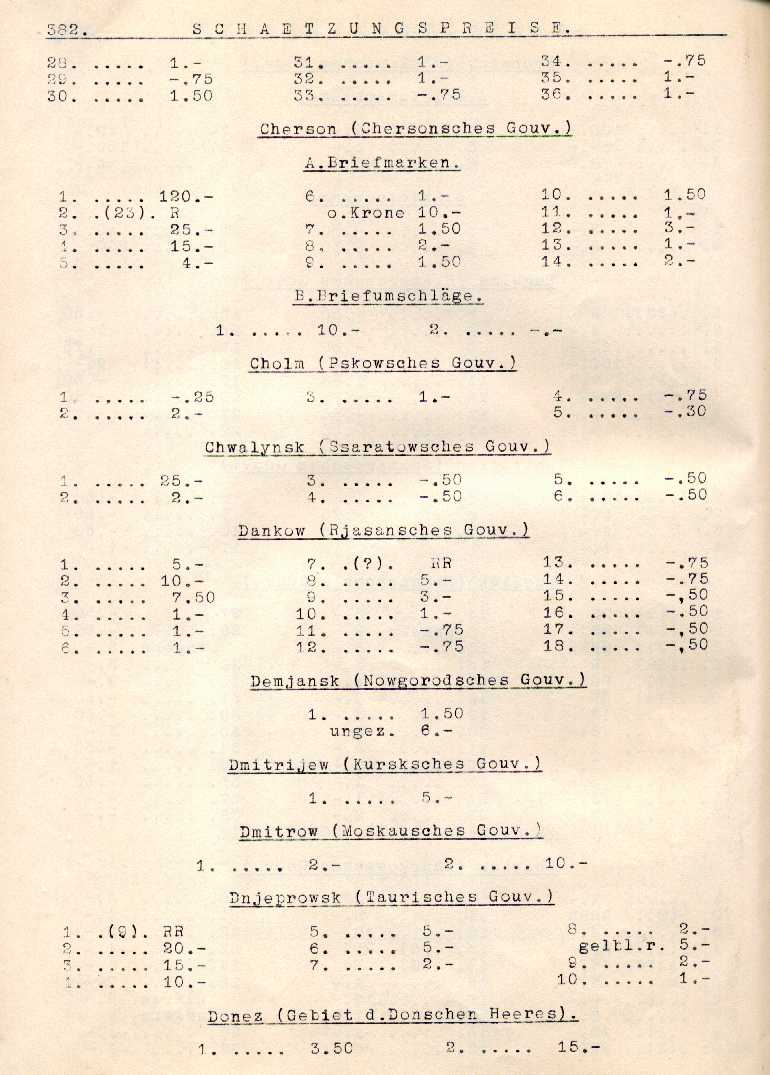 382. SCHAETZUNGSPREISE.
28. ..... 1.- 31. ..... 1.- 34. ..... -.75
29. ..... -.75 32. ..... 1.- 35. ..... 1.-
30. ..... 1.50 33. ..... -.75 36. ..... 1.-
Cherson (Chersonsches Gouv.)
A.Briefmarken.
1. ..... 120.- 6. ..... 1.- 10. ..... 1.50
2. .(23). R o.Krone 10.- 11. ..... 1.-
3. ..... 25.- 7. ..... 1.50 12. ..... 3.-
4. ..... 15.- 8. ..... 2.- 13. ..... 1.-
5. ..... 4.- 9. ..... 1.50 14. ..... 2.-
B.Briefumschläge.
1. ..... 10.- 2. ..... -.-
Cholm (Pskowsches Gouv.)
1. ..... -.25 3. ..... 1.- 4. ..... -.75
2. ..... 2.- 5. ..... -.30
Chwalynsk (Ssaratowsches Gouv.)
1. ..... 25.- 3. ..... -.50 5. ..... -.50
2. ..... 2.- 4. ..... -.50 6. ..... -.50
Dankow (Rjasansches Gouv.)
1. ..... 5.- 7. .(?). RR 13. ..... -.75
2. ..... 10.- 8. ..... 5.- 14. ..... -.75
3. ..... 7.50 9. ..... 3.- 15. ..... -,50
4. ..... 1.- 10. ..... 1.- 16. ..... -.50
5. ..... 1.- 11. ..... -.75 17. ..... -,50
6. ..... 1.- 12. ..... -.75 18. ..... -,50
Demjansk (Nowgorodsches Gouv.)
1. ..... 1.50
ungez. 6.-
Dmitrijew (Kursksches Gouv.)
1. ..... 5.-
Dmitrow (Moskausches Gouv.)
1. ..... 2.- 2. ..... 10.-
Dnjeprowsk (Taurisches Gouv.)
1. .(9). RR 5. ..... 5.- 8. ..... 2.-
2. ..... 20.- 6. ..... 5.- gelbl.r. 5.-
3. ..... 15.- 7. ..... 2.- 9. ..... 2.-
4. ..... 10.- 10. ..... 1.-
Donez (Gebiet d.Donschen Heeres).
1. ..... 3.50 2. ..... 15.-